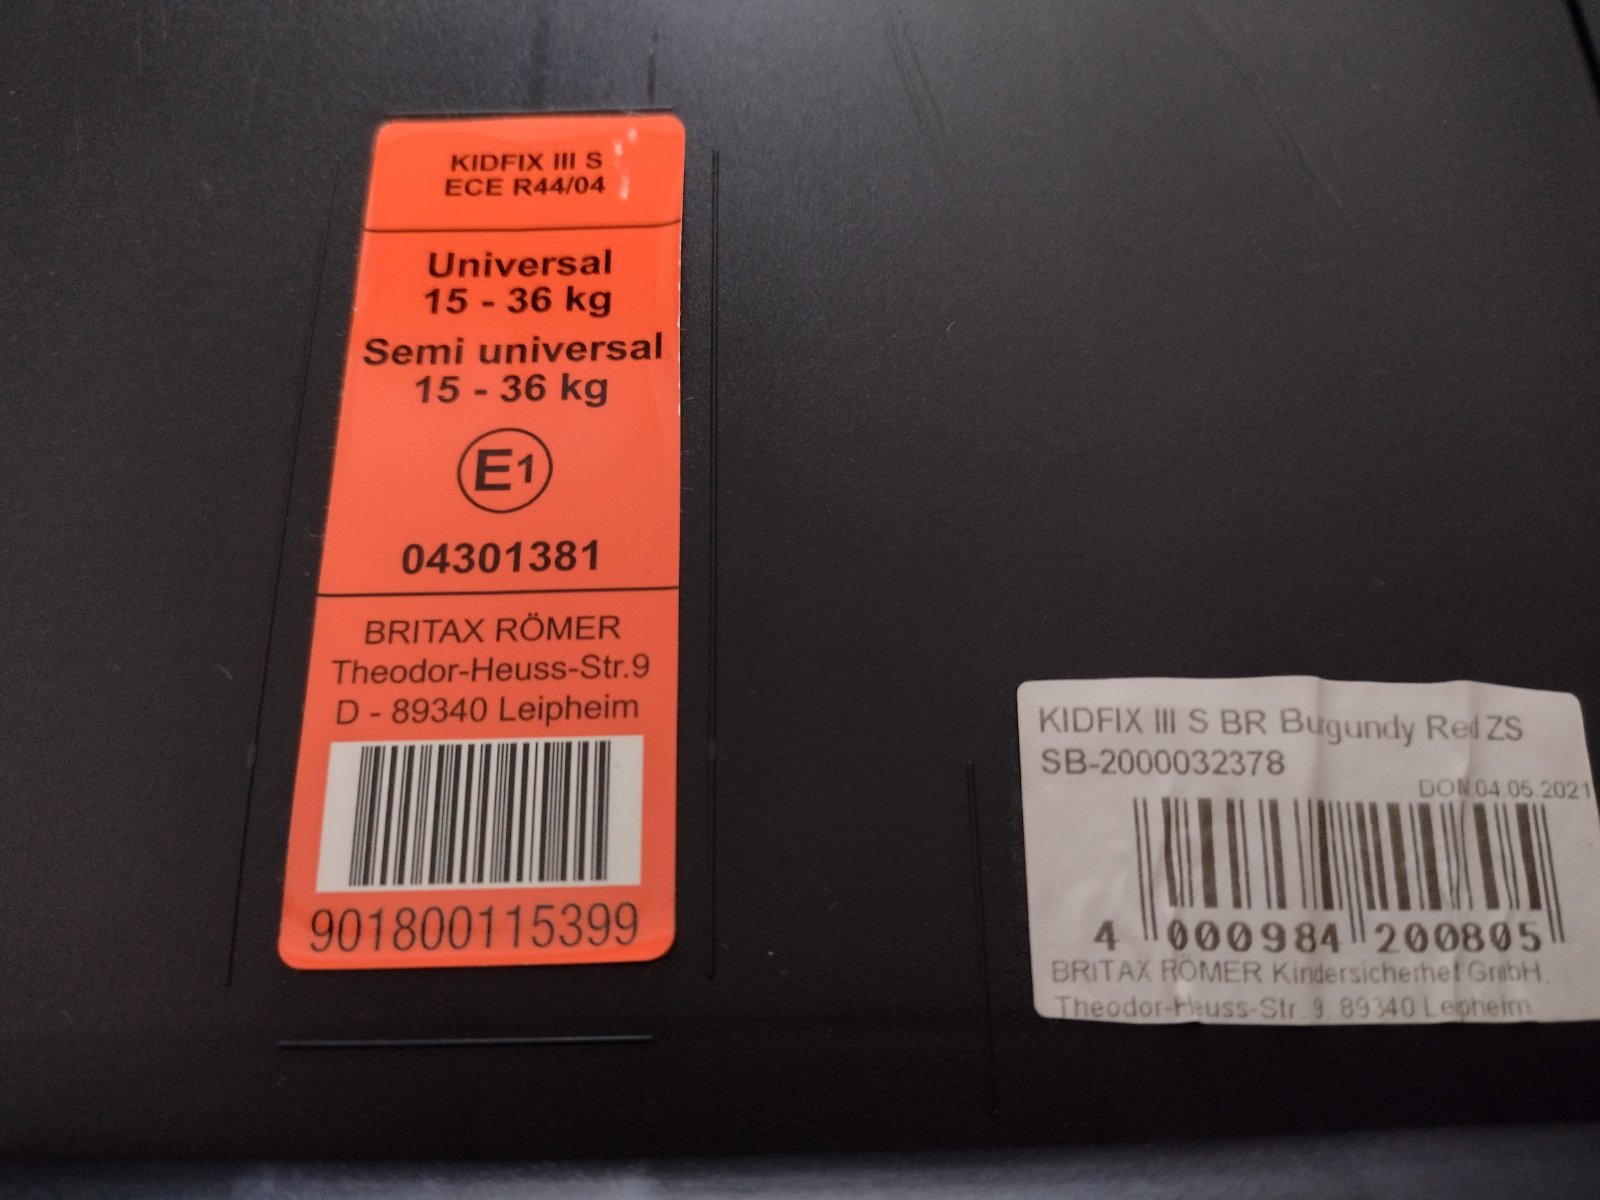 KIDFIX III S
ECE R44/04
Universal
15 - 36 kg
Semi universal
15 - 36 kg
E1
04301381
BRITAX RÖMER
Theodor-Heuss-Str.9
D - 89340 Leipheim
901800115399
KIDFIX III S BR Burgundy Red ZS
SB-2000032378
DOM 04.05.2021
4 000984 200805
BRITAX RÖMER Kindersicherheit GmbH,
Theodor-Heuss-Str. 9, 89340 Leipheim